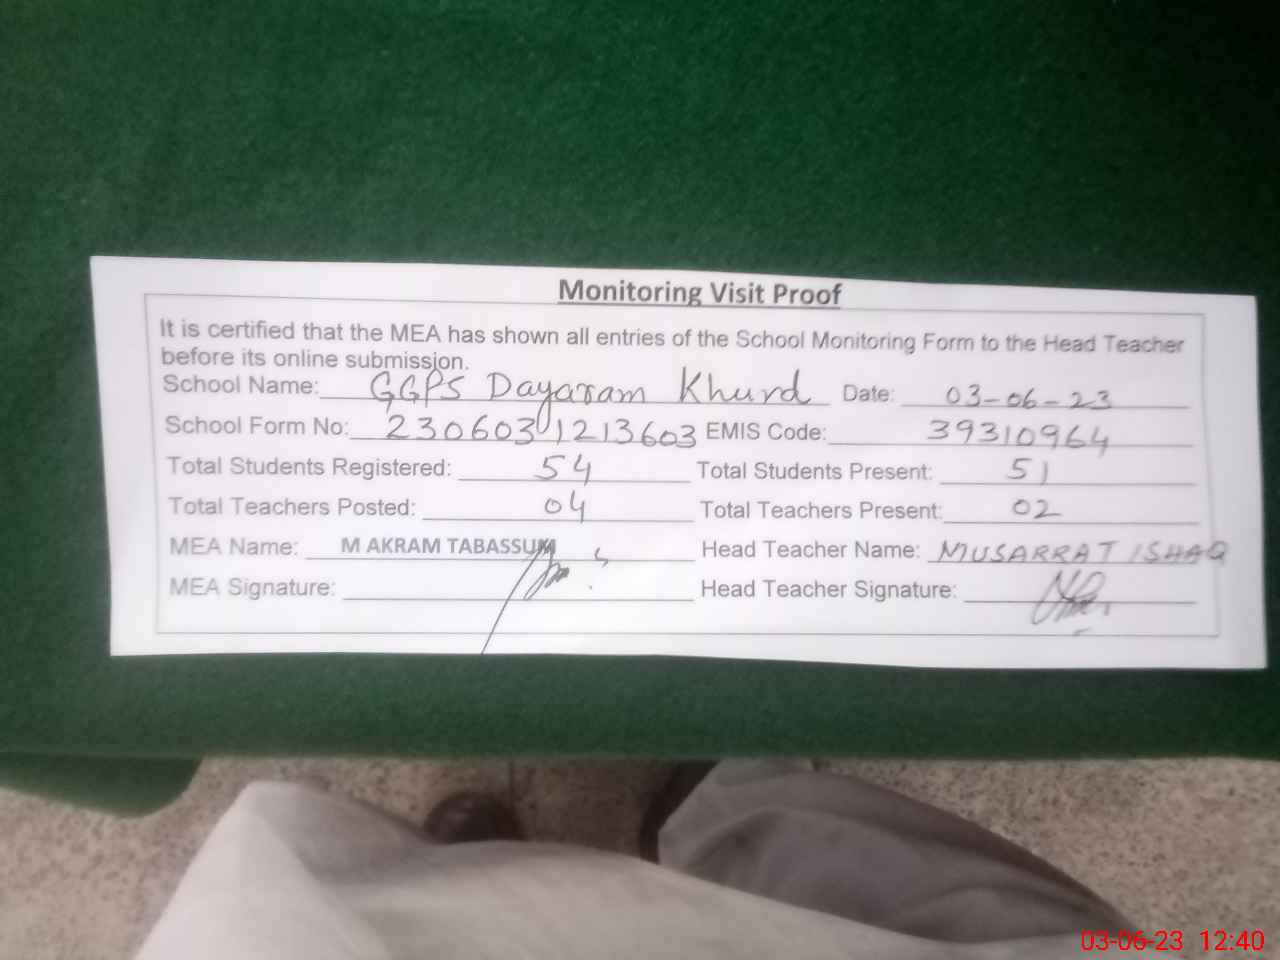 Monitoring Visit Proof
It is certified that the MEA has shown all entries of the School Monitoring Form to the Head Teacher
before its online submission.
School Name: GGPS Dayaram Khurd Date: 03-06-23
School Form No: 2306031213603 EMIS Code: 39310964
Total Students Registered: 54 Total Students Present: 51
Total Teachers Posted: 04 Total Teachers Present: 02
MEA Name: M AKRAM TABASSUM Head Teacher Name: MUSARRAT ISHAQ
MEA Signature: Head Teacher Signature:
03-06-23 12:40